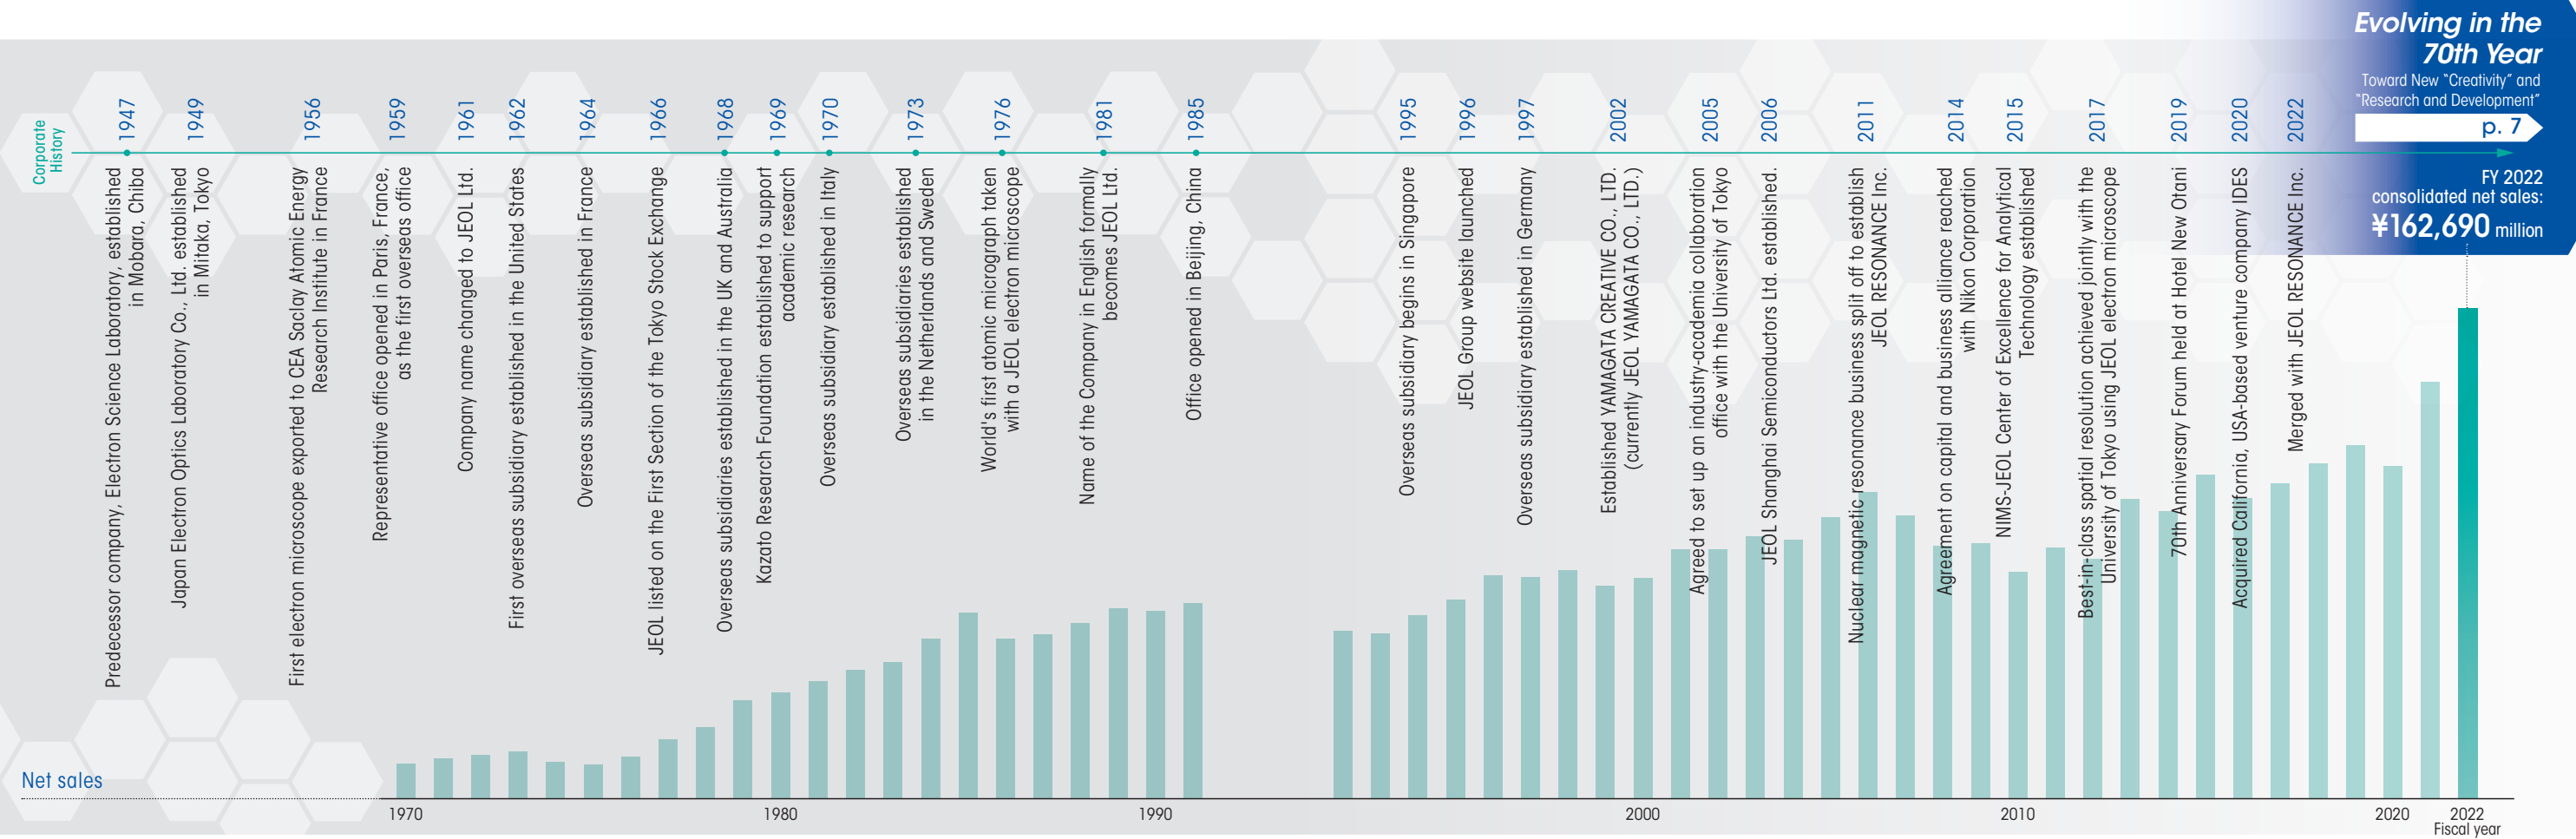 Evolving in the
70th Year
Toward New “Creativity” and
“Research and Development”
p. 7
Corporate
History
1947
Predecessor company, Electron Science Laboratory, established
in Mobara, Chiba
1949
Japan Electron Optics Laboratory Co., Ltd. established
in Mitaka, Tokyo
1956
First electron microscope exported to CEA Saclay Atomic Energy
Research Institute in France
1959
Representative office opened in Paris, France,
as the first overseas office
1961
Company name changed to JEOL Ltd.
1962
First overseas subsidiary established in the United States
1964
Overseas subsidiary established in France
1966
JEOL listed on the First Section of the Tokyo Stock Exchange
1968
Overseas subsidiaries established in the UK and Australia
1969
Kazato Research Foundation established to support
academic research
1970
Overseas subsidiary established in Italy
1973
Overseas subsidiaries established
in the Netherlands and Sweden
1976
World's first atomic micrograph taken
with a JEOL electron microscope
1981
Name of the Company in English formally
becomes JEOL Ltd.
1985
Office opened in Beijing, China
1995
Overseas subsidiary begins in Singapore
1996
JEOL Group website launched
1997
Overseas subsidiary established in Germany
2002
Established YAMAGATA CREATIVE CO., LTD.
(currently JEOL YAMAGATA CO., LTD.)
2005
Agreed to set up an industry-academia collaboration
office with the University of Tokyo
2006
JEOL Shanghai Semiconductors Ltd. established.
2011
Nuclear magnetic resonance business split off to establish
JEOL RESONANCE Inc.
2014
Agreement on capital and business alliance reached
with Nikon Corporation
2015
NIMS-JEOL Center of Excellence for Analytical
Technology established
2017
Best-in-class spatial resolution achieved jointly with the
University of Tokyo using JEOL electron microscope
2019
70th Anniversary Forum held at Hotel New Otani
2020
Acquired California, USA-based venture company IDES
2022
Merged with JEOL RESONANCE Inc.
FY 2022
consolidated net sales:
¥162,690 million
Net sales
1970
1980
1990
2000
2010
2020
2022
Fiscal year